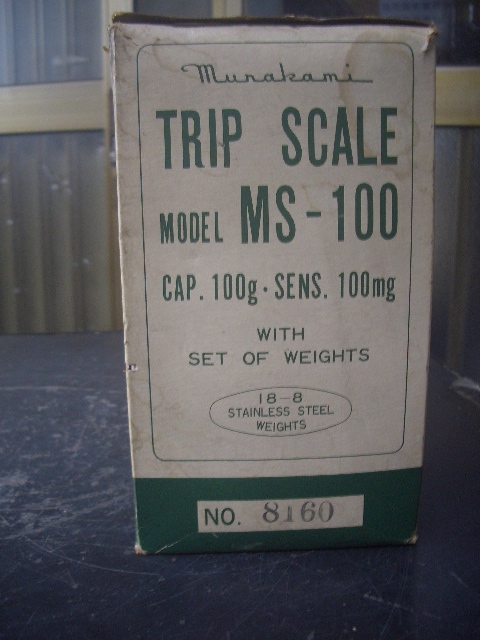 Murakami
TRIP SCALE
MODEL MS-100
CAP. 100g · SENS. 100mg
WITH
SET OF WEIGHTS
18-8
STAINLESS STEEL
WEIGHTS
NO. 8160